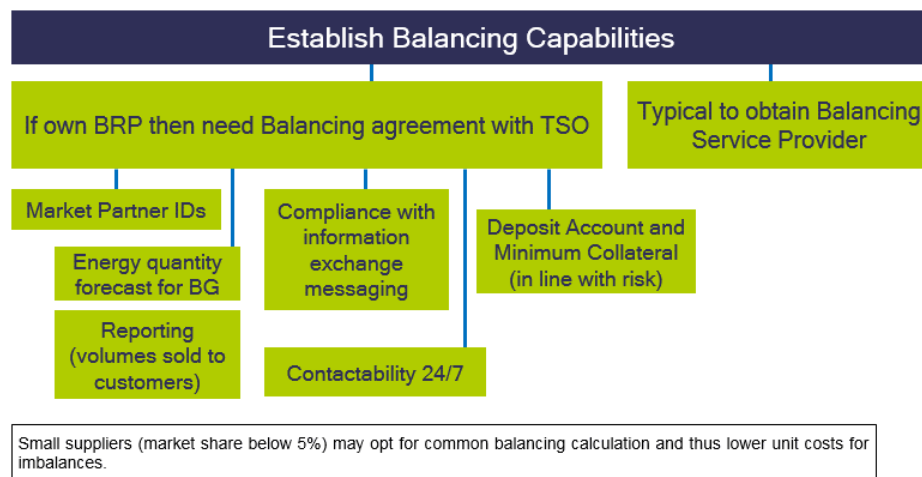 Establish Balancing Capabilities
If own BRP then need Balancing agreement with TSO
Typical to obtain Balancing
Service Provider
Market Partner IDs
Energy quantity
forecast for BG
Reporting
(volumes sold to
customers)
Compliance with
information
exchange
messaging
Contactability 24/7
Deposit Account and
Minimum Collateral
(in line with risk)
Small suppliers (market share below 5%) may opt for common balancing calculation and thus lower unit costs for
imbalances.